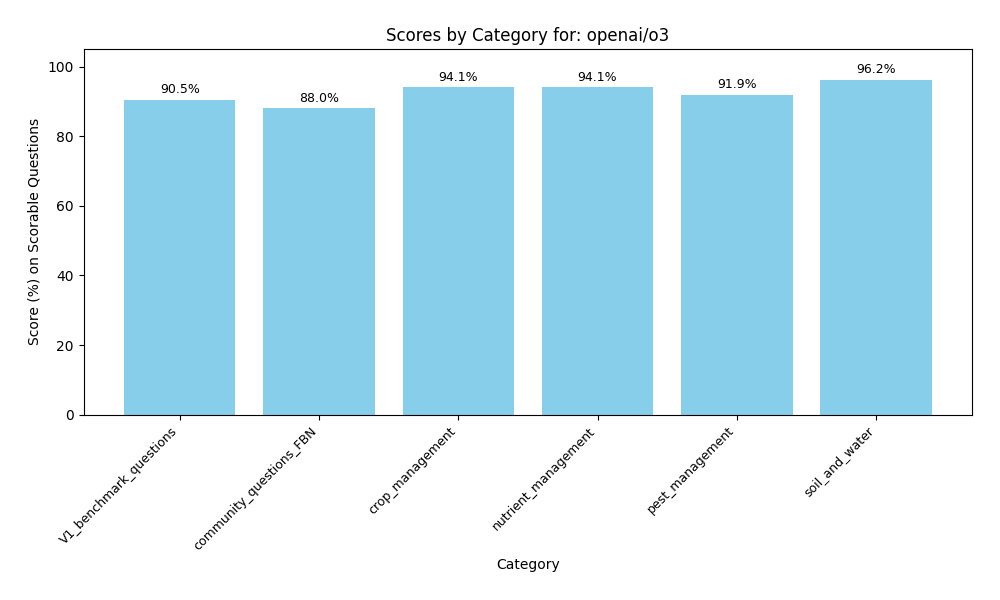 Scores by Category for: openai/o3
Score (%) on Scorable Questions
100
80
60
40
20
0
90.5%
88.0%
94.1%
94.1%
91.9%
96.2%
V1_benchmark_questions
community_questions_FBN
crop_management
nutrient_management
pest_management
soil_and_water
Category